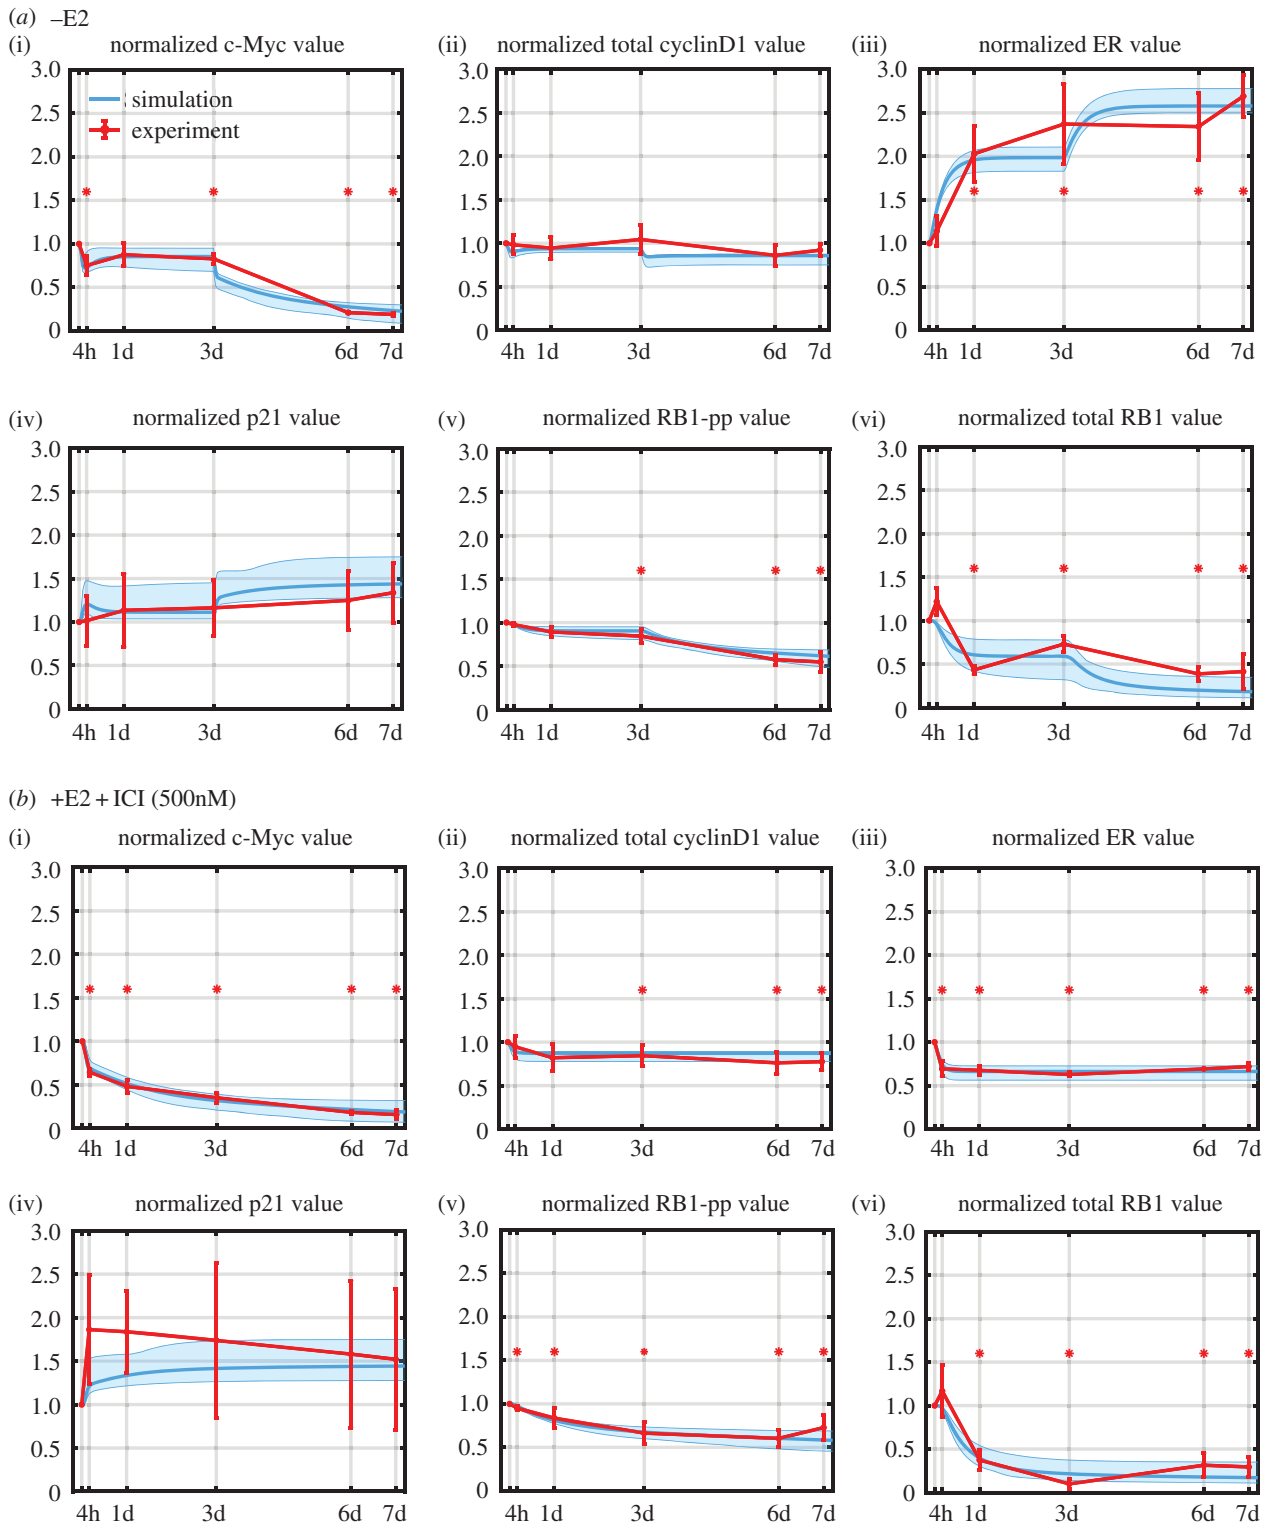 (a) –E2
(i) normalized c-Myc value (ii) normalized total cyclinD1 value (iii) normalized ER value
3.0 3.0 3.0
simulation
experiment
2.5 2.5 2.5
2.0 2.0 2.0
1.5 1.5 1.5
1.0 1.0 1.0
0.5 0.5 0.5
0 0 0
4h 1d 3d 6d 7d 4h 1d 3d 6d 7d 4h 1d 3d 6d 7d
(iv) normalized p21 value (v) normalized RB1-pp value (vi) normalized total RB1 value
3.0 3.0 3.0
2.5 2.5 2.5
2.0 2.0 2.0
1.5 1.5 1.5
1.0 1.0 1.0
0.5 0.5 0.5
0 0 0
4h 1d 3d 6d 7d 4h 1d 3d 6d 7d 4h 1d 3d 6d 7d
(b) +E2 + ICI (500nM)
(i) normalized c-Myc value (ii) normalized total cyclinD1 value (iii) normalized ER value
3.0 3.0 3.0
2.5 2.5 2.5
2.0 2.0 2.0
1.5 1.5 1.5
1.0 1.0 1.0
0.5 0.5 0.5
0 0 0
4h 1d 3d 6d 7d 4h 1d 3d 6d 7d 4h 1d 3d 6d 7d
(iv) normalized p21 value (v) normalized RB1-pp value (vi) normalized total RB1 value
3.0 3.0 3.0
2.5 2.5 2.5
2.0 2.0 2.0
1.5 1.5 1.5
1.0 1.0 1.0
0.5 0.5 0.5
0 0 0
4h 1d 3d 6d 7d 4h 1d 3d 6d 7d 4h 1d 3d 6d 7d